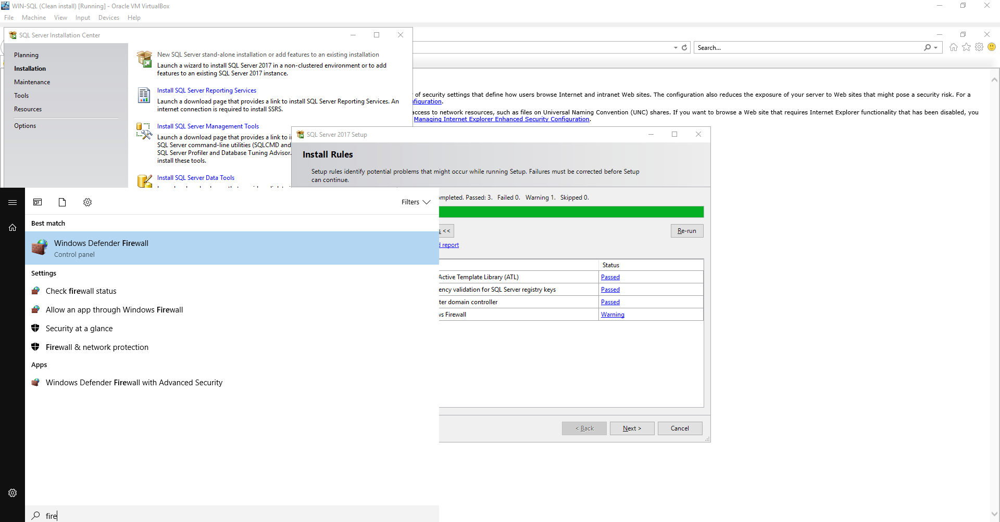 WIN-SQL (Clean install) [Running] - Oracle VM VirtualBox
File Machine View Input Devices Help
SQL Server Installation Center
Planning
Installation
Maintenance
Tools
Resources
Options
New SQL Server stand-alone installation or add features to an existing installation
Launch a wizard to install SQL Server 2017 in a non-clustered environment or to add
features to an existing SQL Server 2017 instance.
Install SQL Server Reporting Services
Launch a download page that provides a link to install SQL Server Reporting Services. An
internet connection is required to install SSRS.
Install SQL Server Management Tools
Launch a download page that provides a link to i
SQL Server command-line utilities (SQLCMD and
SQL Server Profiler and Database Tuning Advisor.
install these tools.
Install SQL Server Data Tools
Search...
of security settings that define how users browse Internet and intranet Web sites. The configuration also reduces the exposure of your server to Web sites that might pose a security risk. For a
figuration.
access to network resources, such as files on Universal Naming Convention (UNC) shares. If you want to browse a Web site that requires Internet Explorer functionality that has been disabled, you
Managing Internet Explorer Enhanced Security Configuration.
SQL Server 2017 Setup
Install Rules
Setup rules identify potential problems that might occur while running Setup. Failures must be corrected before Setup
can continue.
ompleted. Passed: 3. Failed 0. Warning 1. Skipped 0.
s <<
Re-run
d report
Status
Active Template Library (ATL) Passed
ency validation for SQL Server registry keys Passed
ter domain controller Passed
ws Firewall Warning
< Back Next > Cancel
Filters
Best match
Windows Defender Firewall
Control panel
Settings
Check firewall status
Allow an app through Windows Firewall
Security at a glance
Firewall & network protection
Apps
Windows Defender Firewall with Advanced Security
fire